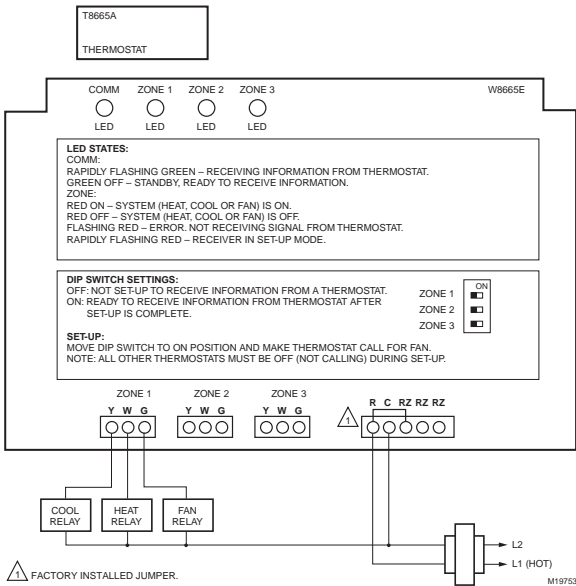 T8665A
THERMOSTAT
COMM ZONE 1 ZONE 2 ZONE 3 W8665E
LED LED LED LED
LED STATES:
COMM:
RAPIDLY FLASHING GREEN – RECEIVING INFORMATION FROM THERMOSTAT.
GREEN OFF – STANDBY, READY TO RECEIVE INFORMATION.
ZONE:
RED ON – SYSTEM (HEAT, COOL OR FAN) IS ON.
RED OFF – SYSTEM (HEAT, COOL OR FAN) IS OFF.
FLASHING RED – ERROR. NOT RECEIVING SIGNAL FROM THERMOSTAT.
RAPIDLY FLASHING RED – RECEIVER IN SET-UP MODE.
DIP SWITCH SETTINGS:
OFF: NOT SET-UP TO RECEIVE INFORMATION FROM A THERMOSTAT.
ON: READY TO RECEIVE INFORMATION FROM THERMOSTAT AFTER
SET-UP IS COMPLETE.
ON
ZONE 1
ZONE 2
ZONE 3
SET-UP:
MOVE DIP SWITCH TO ON POSITION AND MAKE THERMOSTAT CALL FOR FAN.
NOTE: ALL OTHER THERMOSTATS MUST BE OFF (NOT CALLING) DURING SET-UP.
ZONE 1 ZONE 2 ZONE 3
Y W G Y W G Y W G R C RZ RZ RZ
1
COOL RELAY
HEAT RELAY
FAN RELAY
L2
L1 (HOT)
1 FACTORY INSTALLED JUMPER.
M19753